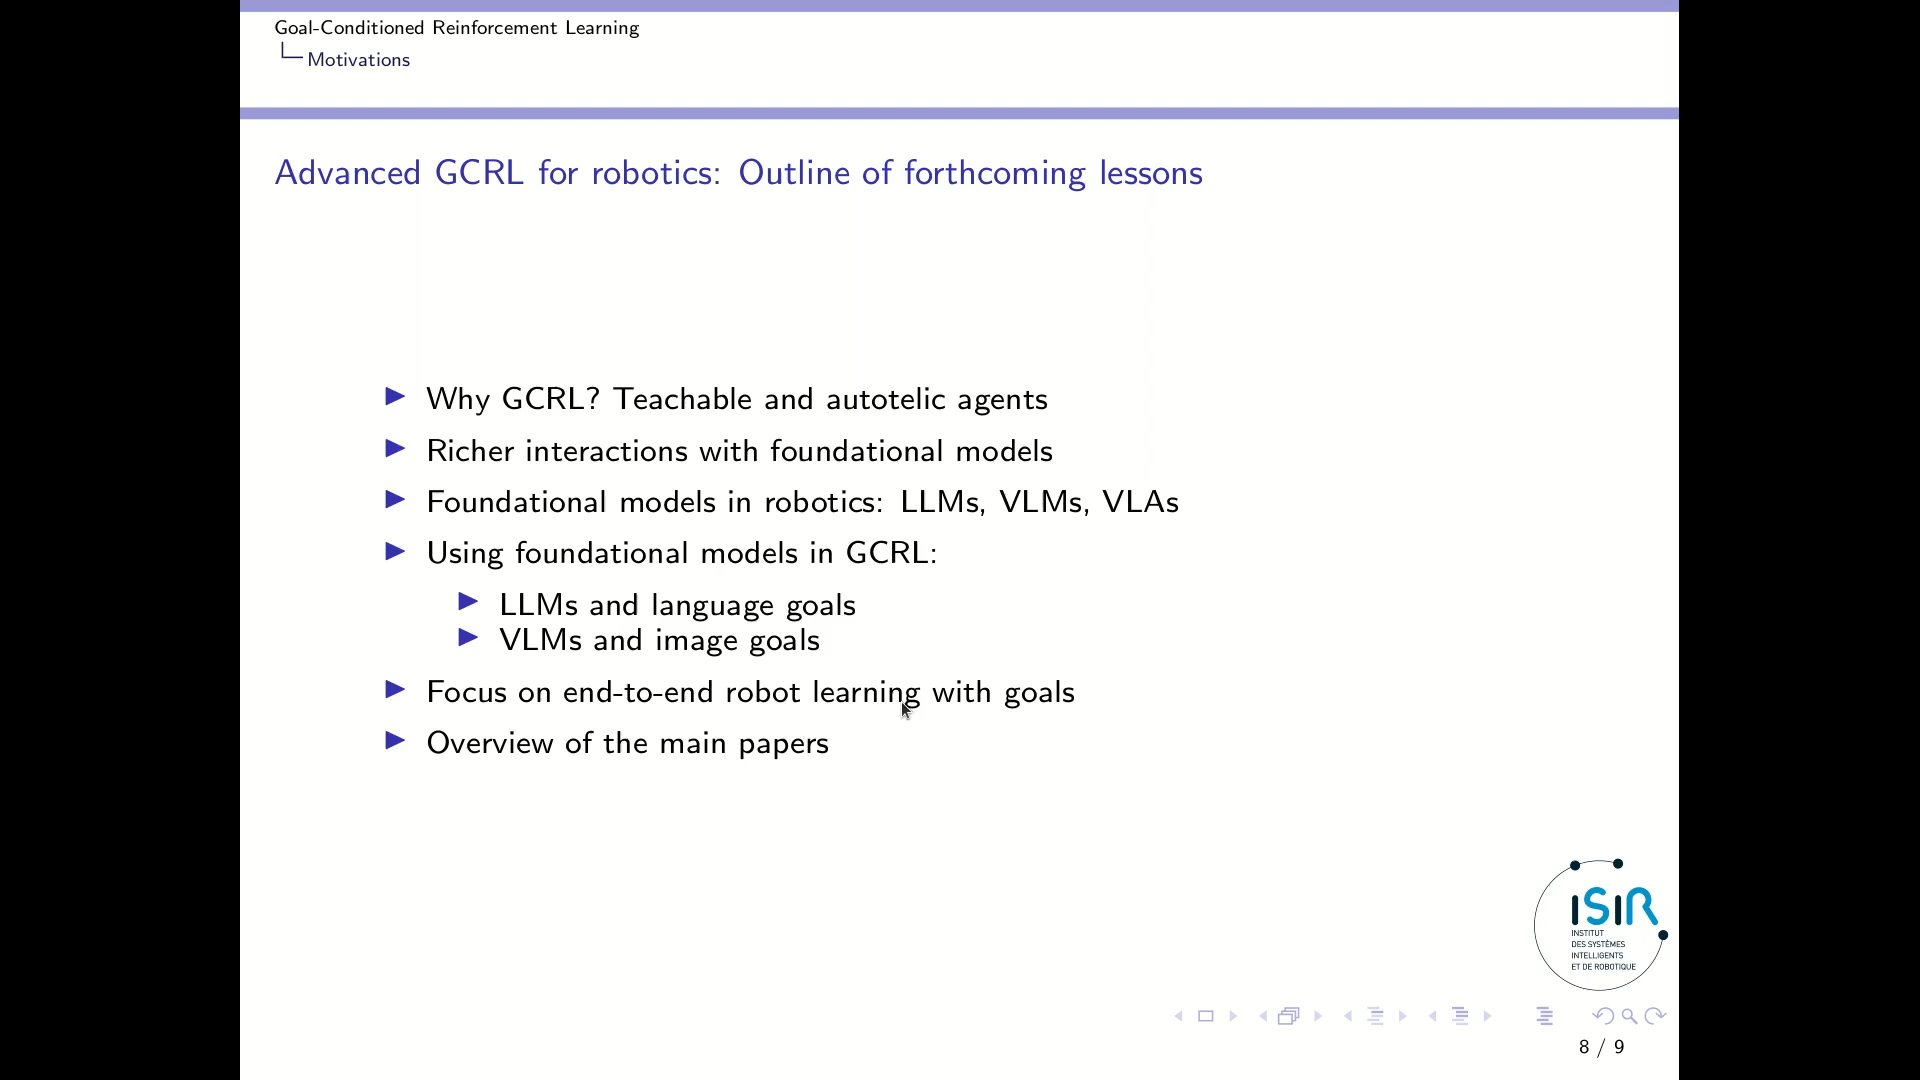 Goal-Conditioned Reinforcement Learning
Motivations
Advanced GCRL for robotics: Outline of forthcoming lessons
Why GCRL? Teachable and autotelic agents
Richer interactions with foundational models
Foundational models in robotics: LLMs, VLMs, VLAs
Using foundational models in GCRL:
LLMs and language goals
VLMs and image goals
Focus on end-to-end robot learning with goals
Overview of the main papers
ISIR
INSTITUT
DES SYSTÈMES
INTELLIGENTS
ET DE ROBOTIQUE
8 / 9